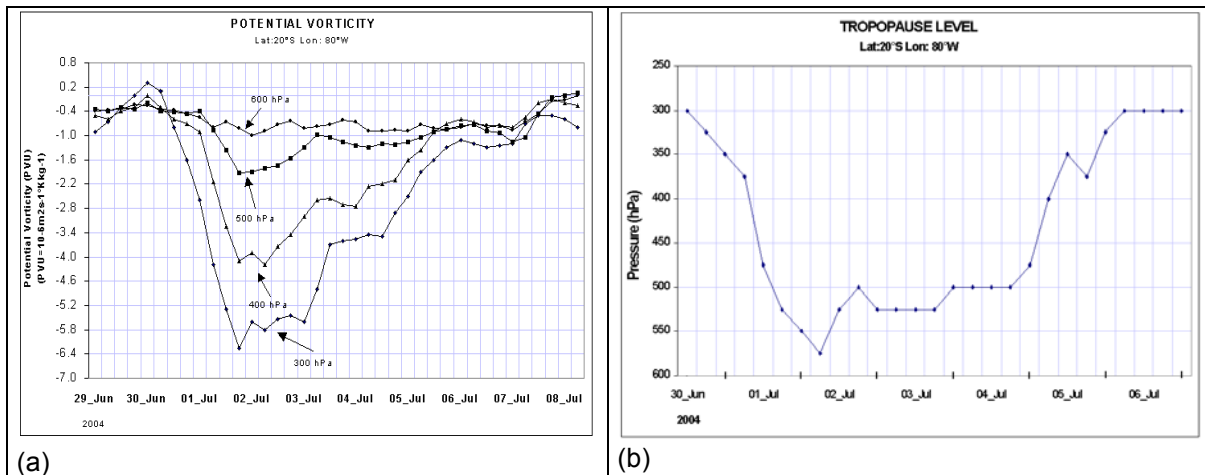 POTENTIAL VORTICITY
Lat:20°S Lon: 80°W
Potential Vorticity (PVU)
(PVU=10-6m2s-1°Kkg-1)
0.8
0.2
-0.4
-1.0
-1.6
-2.2
-2.8
-3.4
-4.0
-4.6
-5.2
-5.8
-6.4
-7.0
600 hPa
500 hPa
400 hPa
300 hPa
29_Jun 30_Jun 01_Jul 02_Jul 03_Jul 04_Jul 05_Jul 06_Jul 07_Jul 08_Jul
2004
(a)
TROPOPAUSE LEVEL
Lat:20°S Lon: 80°W
Pressure (hPa)
250
300
350
400
450
500
550
600
30_Jun 01_Jul 02_Jul 03_Jul 04_Jul 05_Jul 06_Jul
2004
(b)